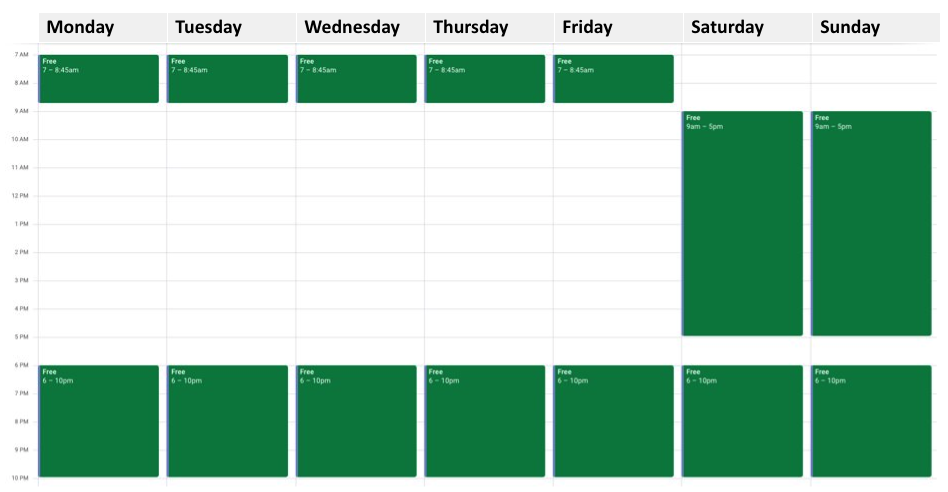 Monday Tuesday Wednesday Thursday Friday Saturday Sunday
7 AM
Free Free Free Free Free
7 – 8:45am 7 – 8:45am 7 – 8:45am 7 – 8:45am 7 – 8:45am
8 AM
9 AM
Free Free
9am – 5pm 9am – 5pm
10 AM
11 AM
12 PM
1 PM
2 PM
3 PM
4 PM
5 PM
6 PM
Free Free Free Free Free Free Free
6 – 10pm 6 – 10pm 6 – 10pm 6 – 10pm 6 – 10pm 6 – 10pm 6 – 10pm
7 PM
8 PM
9 PM
10 PM